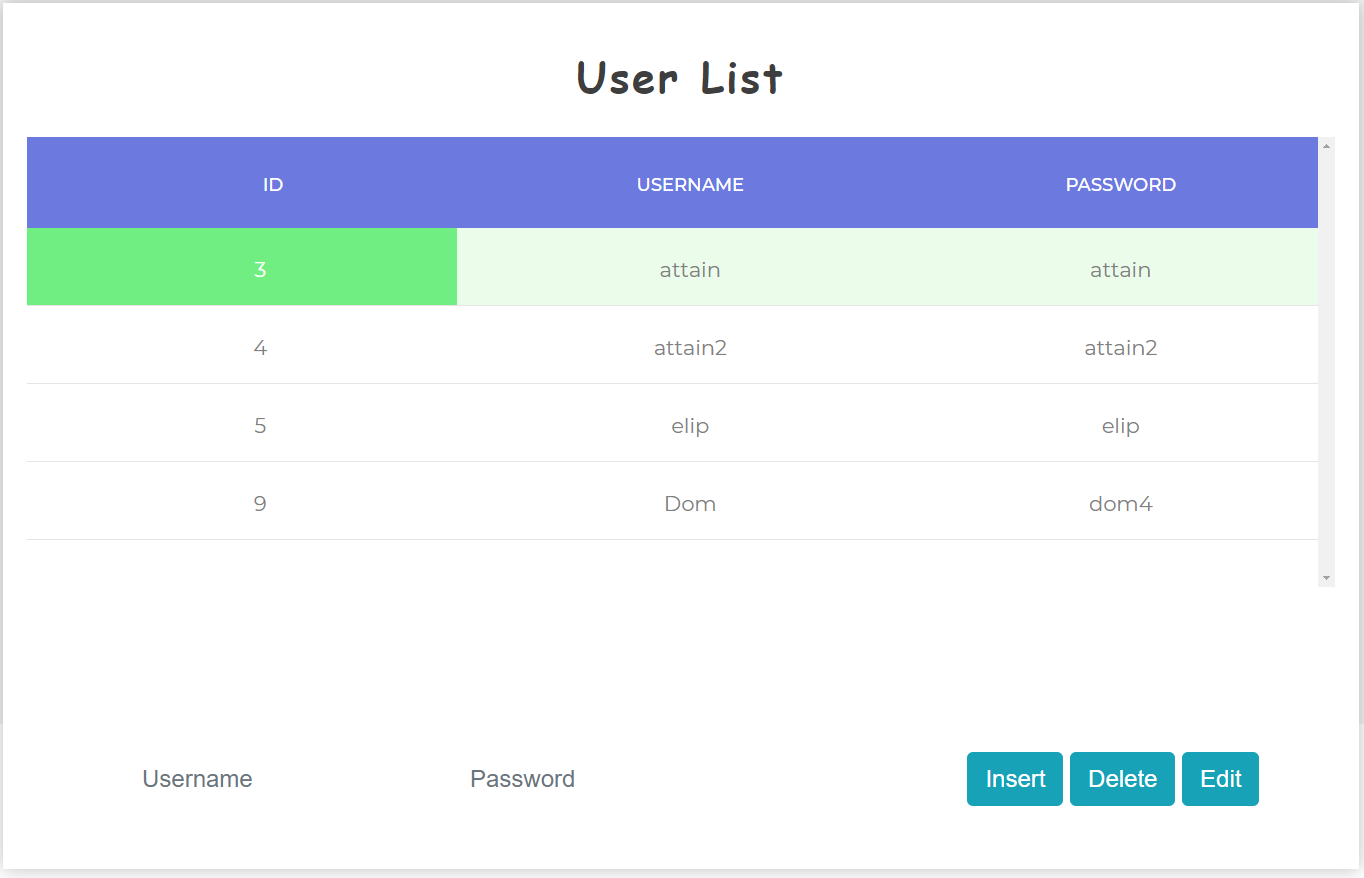 User List
ID USERNAME PASSWORD
3 attain attain
4 attain2 attain2
5 elip elip
9 Dom dom4
Username Password Insert Delete Edit